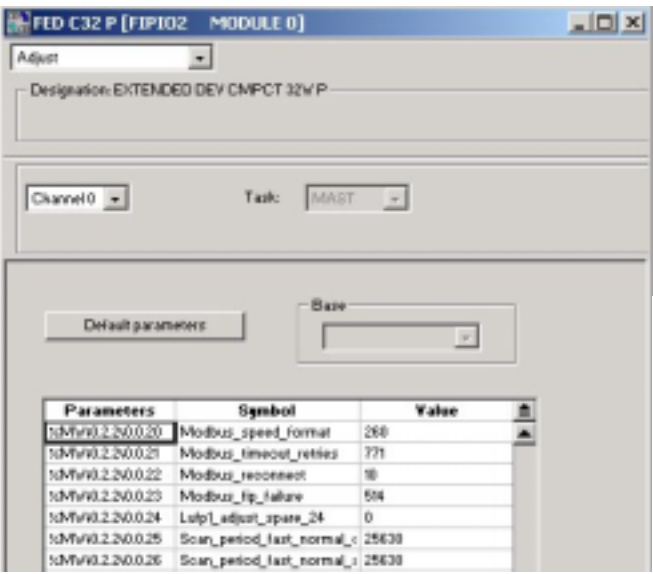 FED C32 P [FIPIO2 MODULE 0]
Adjust
Designation: EXTENDED DEV CMPCT 32W P
Channel 0
Task:
MAST
Base
Default parameters
Parameters Symbol Value
%MW\0.2.2\0.0.20 Modbus_speed_format 260
%MW\0.2.2\0.0.21 Modbus_timeout_retries 771
%MW\0.2.2\0.0.22 Modbus_reconnect 10
%MW\0.2.2\0.0.23 Modbus_fip_failure 514
%MW\0.2.2\0.0.24 Lufp1_adjust_spare_24 0
%MW\0.2.2\0.0.25 Scan_period_fast_normal_ 25630
%MW\0.2.2\0.0.26 Scan_period_fast_normal_ 25630